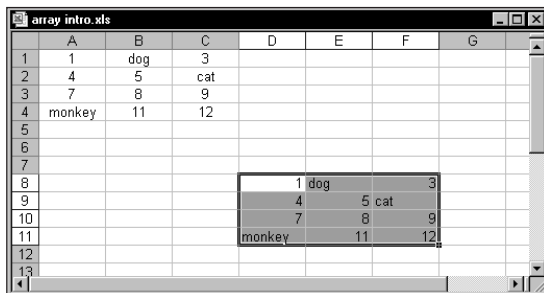 array intro.xls
A B C D E F G
1 1 dog 3
2 4 5 cat
3 7 8 9
4 monkey 11 12
5
6
7
8 1 dog 3
9 4 5 cat
10 7 8 9
11 monkey 11 12
12
13